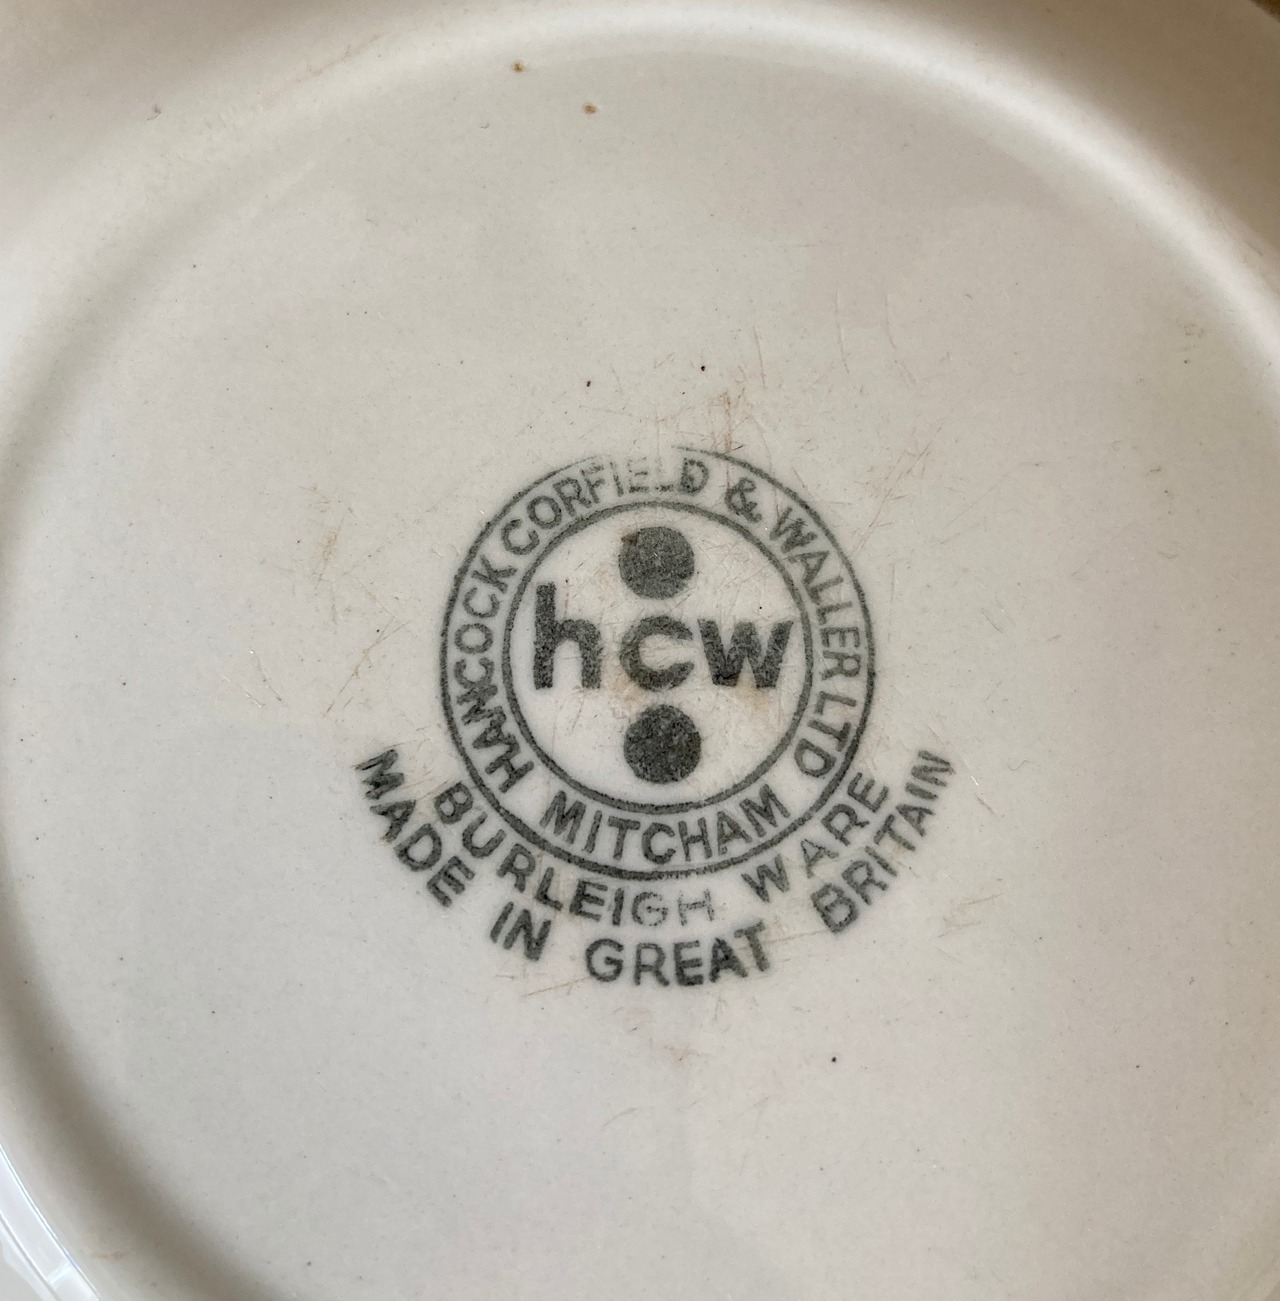 HANCOCK CORFIELD & WALLER LTD
MITCHAM
hcw
BURLEIGH WARE
MADE IN GREAT BRITAIN